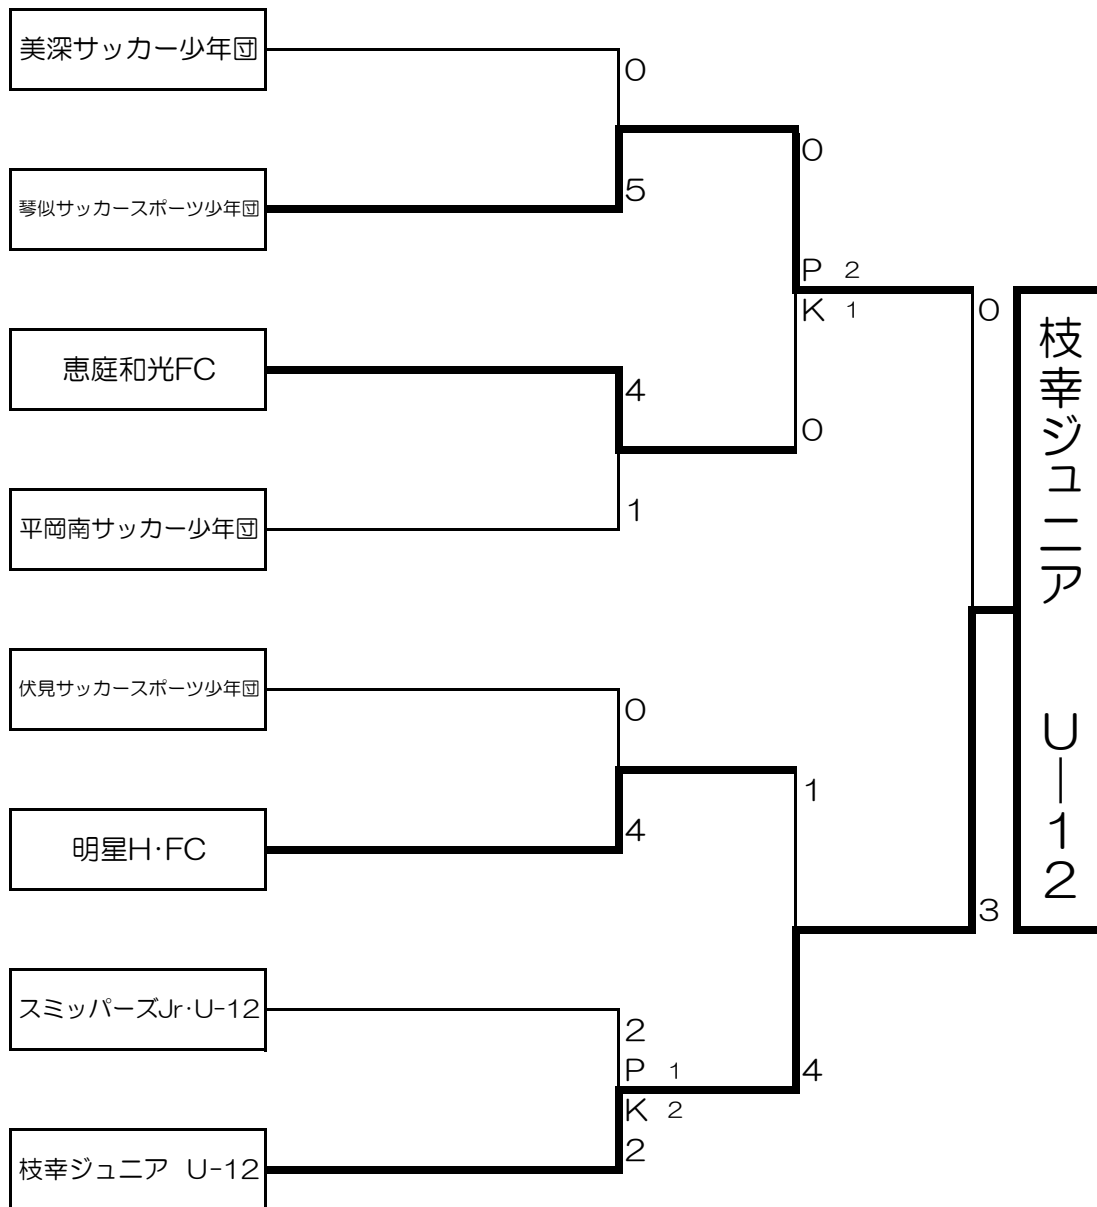 美深サッカー少年団
0
0
琴似サッカースポーツ少年団
5
P 2
K 1
0
恵庭和光FC
4
0
平岡南サッカー少年団
1
枝幸ジュニア U-12
伏見サッカースポーツ少年団
0
1
明星H･FC
4
3
スミッパーズJr･U-12
2
P 1
K 2
4
枝幸ジュニア U-12
2